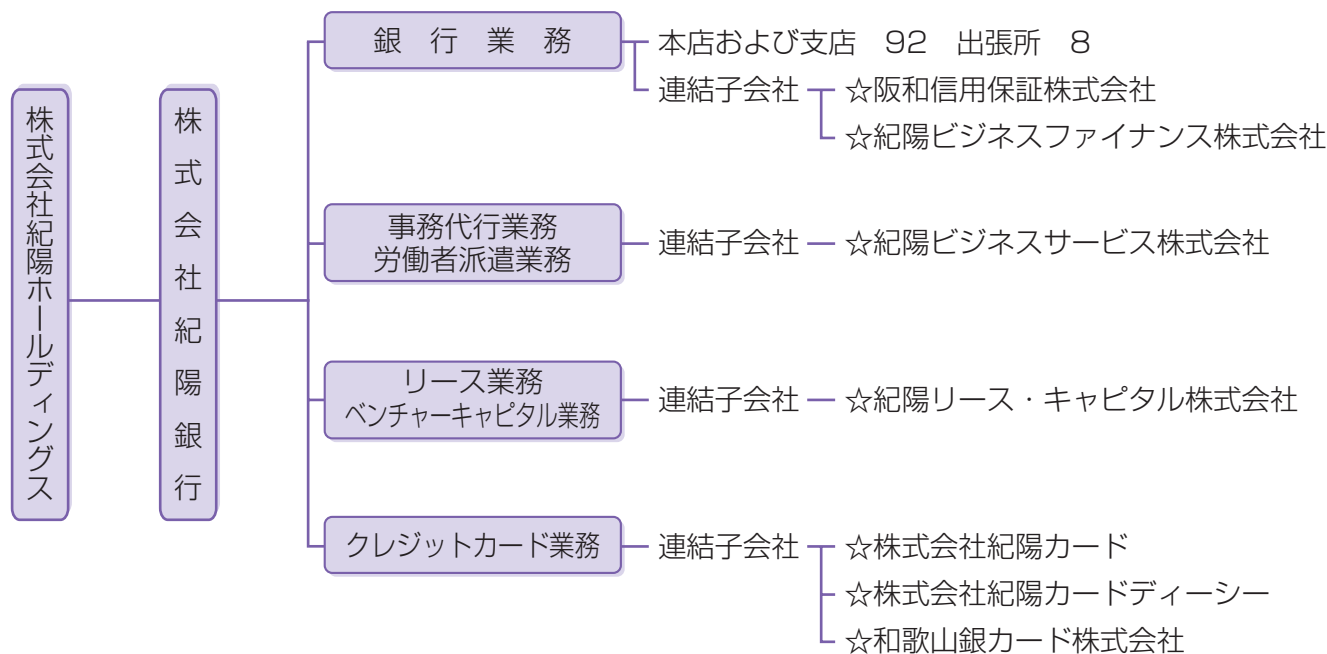 株式会社紀陽ホールディングス
株式会社紀陽銀行
銀行業務
本店および支店 92 出張所 8
連結子会社
☆阪和信用保証株式会社
☆紀陽ビジネスファイナンス株式会社
事務代行業務
労働者派遣業務
連結子会社
☆紀陽ビジネスサービス株式会社
リース業務
ベンチャーキャピタル業務
連結子会社
☆紀陽リース・キャピタル株式会社
クレジットカード業務
連結子会社
☆株式会社紀陽カード
☆株式会社紀陽カードディーシー
☆和歌山銀カード株式会社